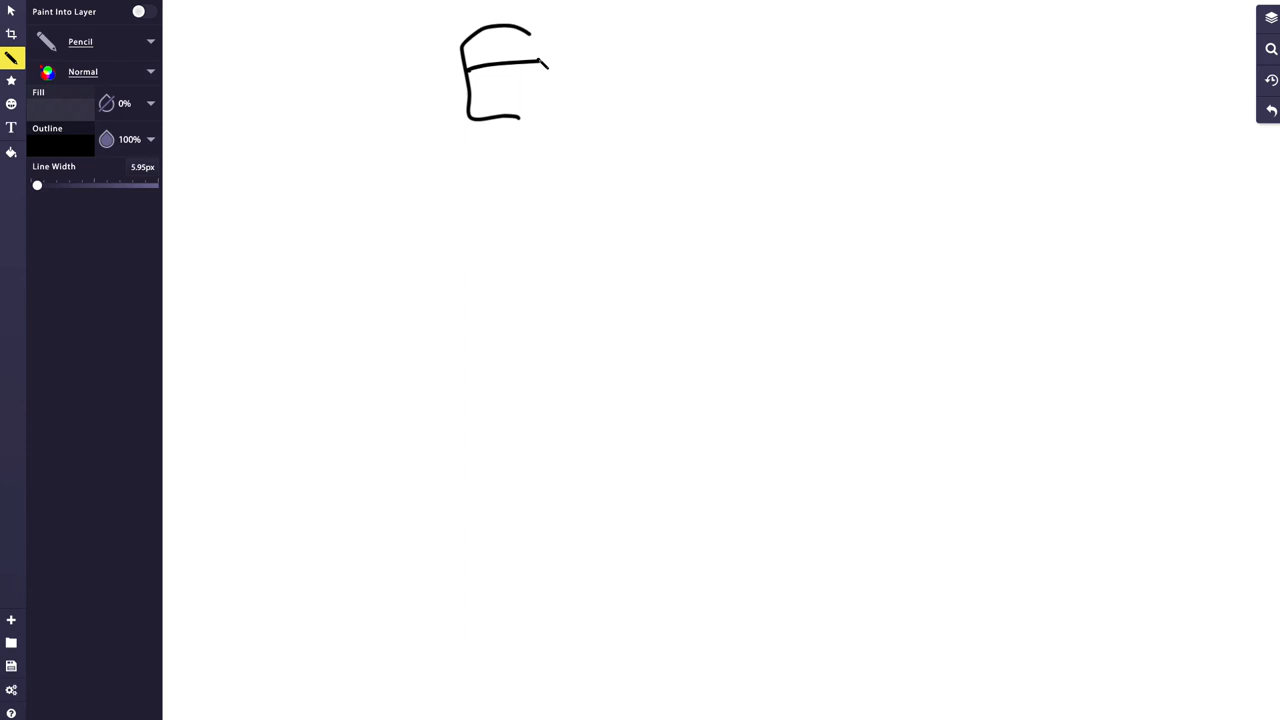 Paint Into Layer
Pencil
Normal
Fill
0%
Outline
100%
Line Width 5.95px
E